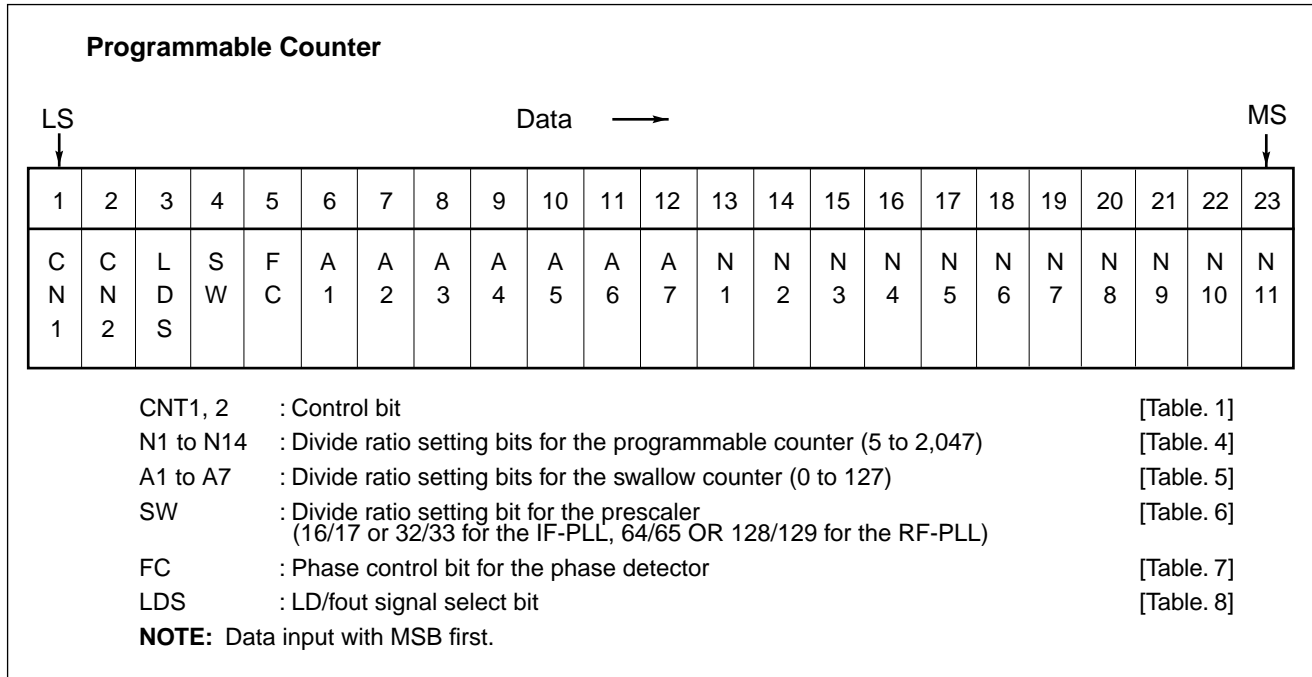 Programmable Counter
LS Data MS
1 2 3 4 5 6 7 8 9 10 11 12 13 14 15 16 17 18 19 20 21 22 23
C C L S F A A A A A A A N N N N N N N N N N N
N N D W C 1 2 3 4 5 6 7 1 2 3 4 5 6 7 8 9 10 11
1 2 S
CNT1, 2 : Control bit [Table. 1]
N1 to N14 : Divide ratio setting bits for the programmable counter (5 to 2,047) [Table. 4]
A1 to A7 : Divide ratio setting bits for the swallow counter (0 to 127) [Table. 5]
SW : Divide ratio setting bit for the prescaler [Table. 6]
(16/17 or 32/33 for the IF-PLL, 64/65 OR 128/129 for the RF-PLL)
FC : Phase control bit for the phase detector [Table. 7]
LDS : LD/fout signal select bit [Table. 8]
NOTE: Data input with MSB first.